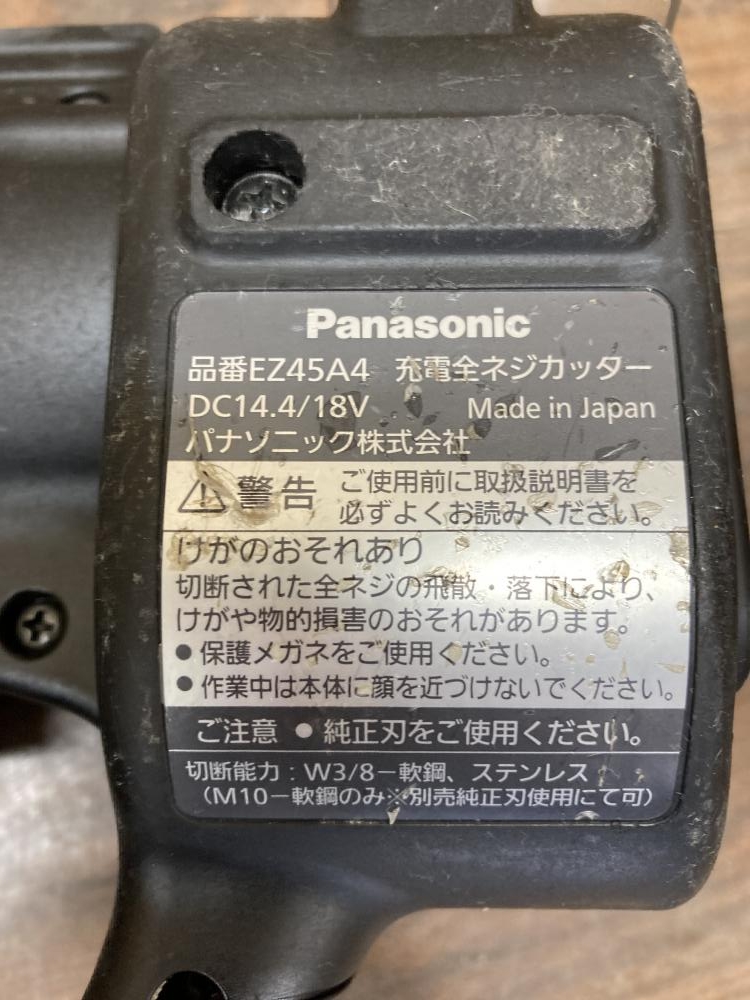 Panasonic
品番EZ45A4 充電全ネジカッター
DC14.4/18V Made in Japan
パナソニック株式会社
警告 ご使用前に取扱説明書を
必ずよくお読みください。
けがのおそれあり
切断された全ネジの飛散・落下により、
けがや物的損害のおそれがあります。
● 保護メガネをご使用ください。
● 作業中は本体に顔を近づけないでください。
ご注意 ● 純正刃をご使用ください。
切断能力：W3/8－軟鋼、ステンレス
（M10－軟鋼のみ※別売純正刃使用にて可）